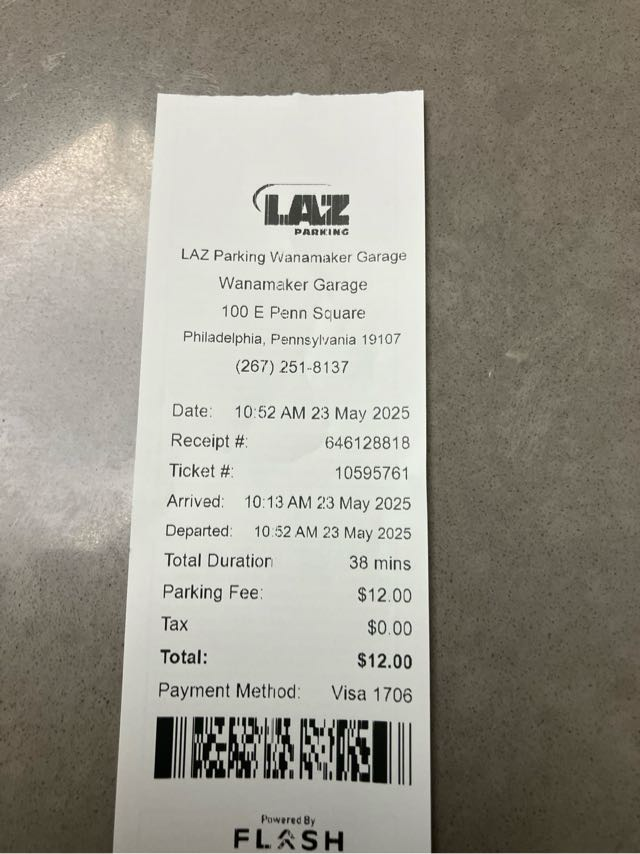 LAZ
PARKING
LAZ Parking Wanamaker Garage
Wanamaker Garage
100 E Penn Square
Philadelphia, Pennsylvania 19107
(267) 251-8137
Date: 10:52 AM 23 May 2025
Receipt #: 646128818
Ticket #: 10595761
Arrived: 10:13 AM 23 May 2025
Departed: 10:52 AM 23 May 2025
Total Duration 38 mins
Parking Fee: $12.00
Tax $0.00
Total: $12.00
Payment Method: Visa 1706
Powered By
FLASH